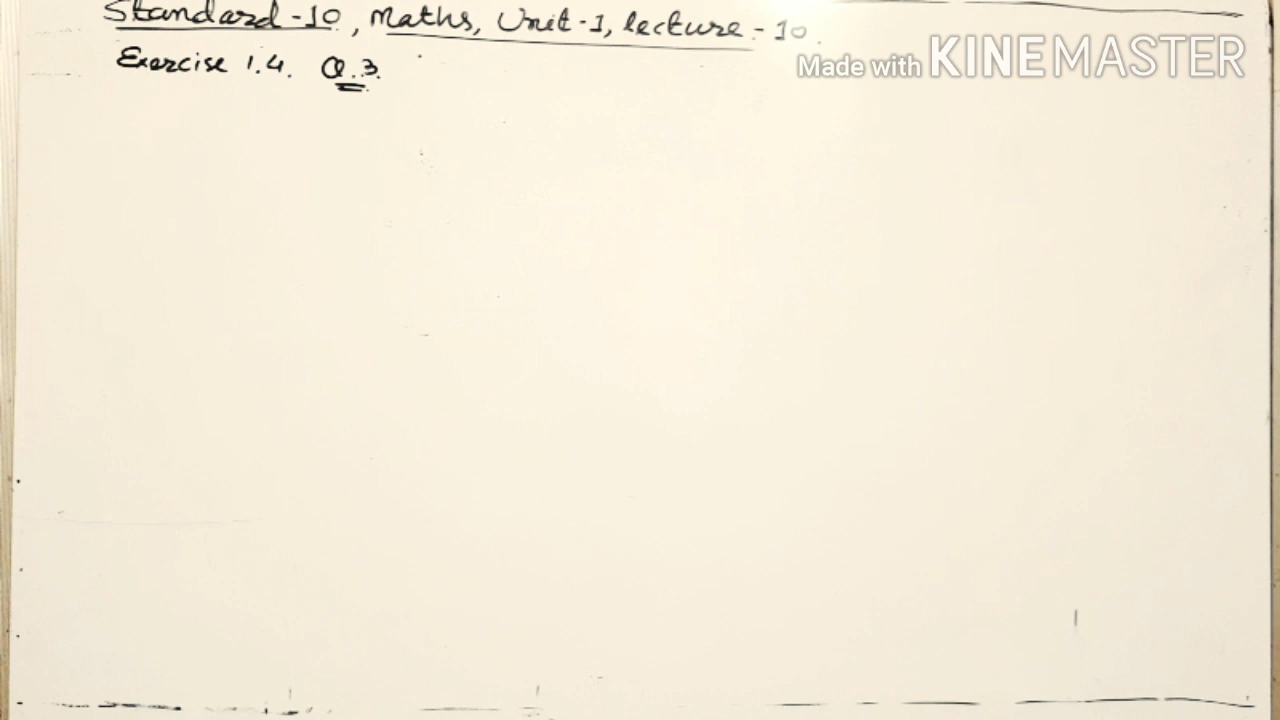 Standard-10, Maths, Unit-1, lecture-10.
Made with KINEMASTER
Exercise 1.4. Q.3.